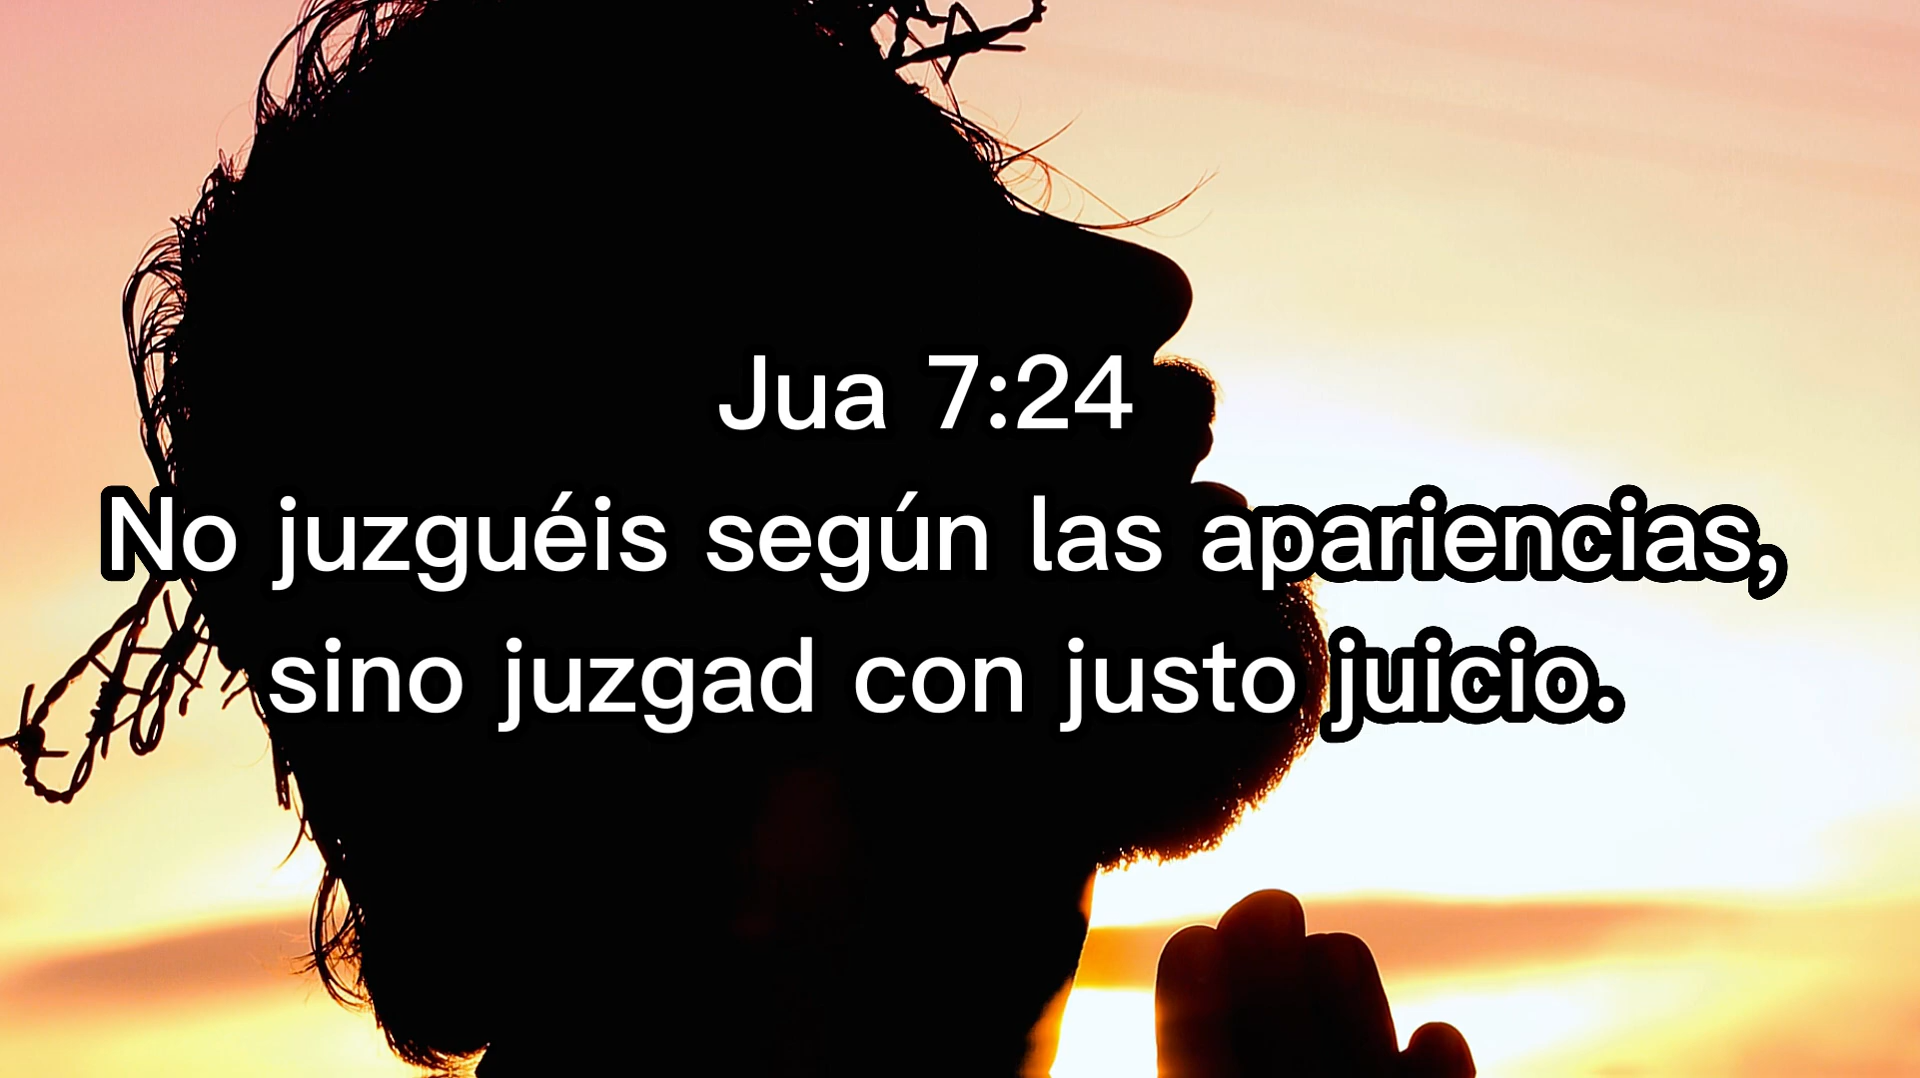 Jua 7:24
No juzguéis según las apariencias,
sino juzgad con justo juicio.